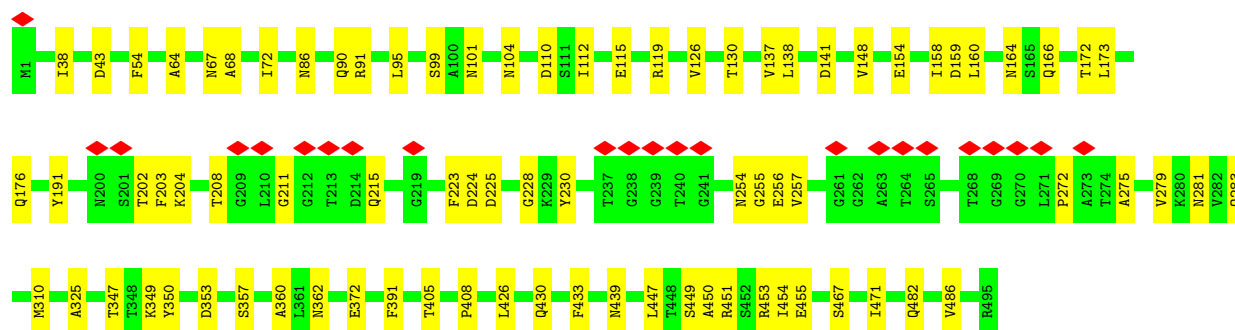 M1 I38 D43 F54 A64 N67 A68 I72 N86 Q90 R91 L95 S99 A100 N101 N104 D110 S111 I112 E115 R119 V126 T130 V137 L138 D141 V148 E154 I158 D159 L160 N164 S165 Q166 T172 L173
Q176 Y191 N200 S201 T202 F203 K204 T208 G209 L210 G211 G212 T213 D214 Q215 G219 F223 D224 D225 G228 K229 Y230 T237 G238 G239 T240 G241 N254 G255 E256 V257 G261 G262 A263 T264 S265 T268 G269 G270 L271 P272 A273 T274 A275 V279 K280 N281 V282
M310 A325 T347 T348 K349 Y350 D353 S357 A360 L361 N362 E372 F391 T405 P408 L426 Q430 F433 N439 L447 T448 S449 A450 R451 S452 R453 I454 E455 S467 I471 Q482 V486 R495